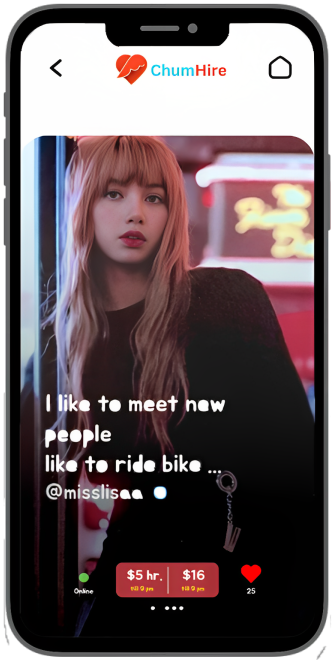 ChumHire
I like to meet new
people
like to ride bike ...
@misslisaa
$5 hr. $16
till 9 pm till 9 pm
Online 25